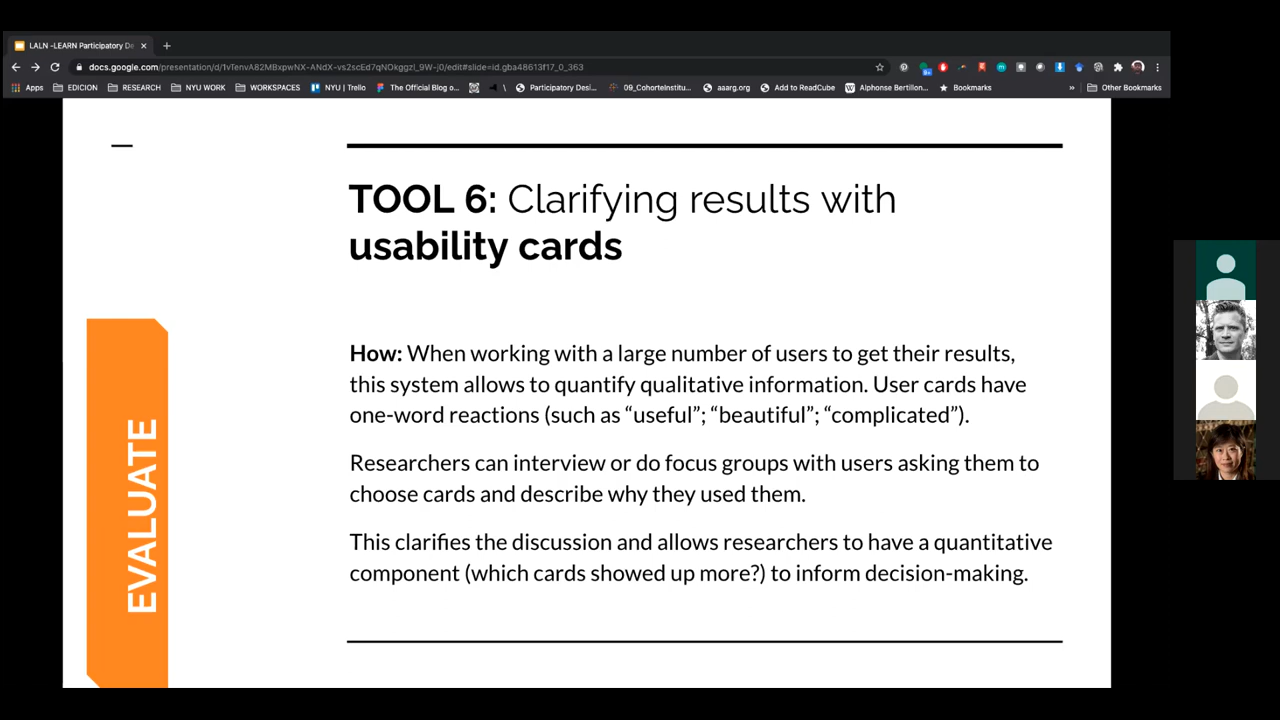 LALN -LEARN Participatory De
docs.google.com/presentation/d/1vTenvA82MBxpwNX-ANdX-vs2scEd7qNOkggzI_9W-j0/edit#slide=id.gba48613f17_0_363
Apps EDICION RESEARCH NYU WORK WORKSPACES NYU | Trello The Official Blog o... \ Participatory Desi... 09_CohorteInstitu... aaarg.org Add to ReadCube Alphonse Bertillon... Bookmarks » Other Bookmarks
TOOL 6: Clarifying results with
usability cards
EVALUATE
How: When working with a large number of users to get their results,
this system allows to quantify qualitative information. User cards have
one-word reactions (such as “useful”; “beautiful”; “complicated”).
Researchers can interview or do focus groups with users asking them to
choose cards and describe why they used them.
This clarifies the discussion and allows researchers to have a quantitative
component (which cards showed up more?) to inform decision-making.